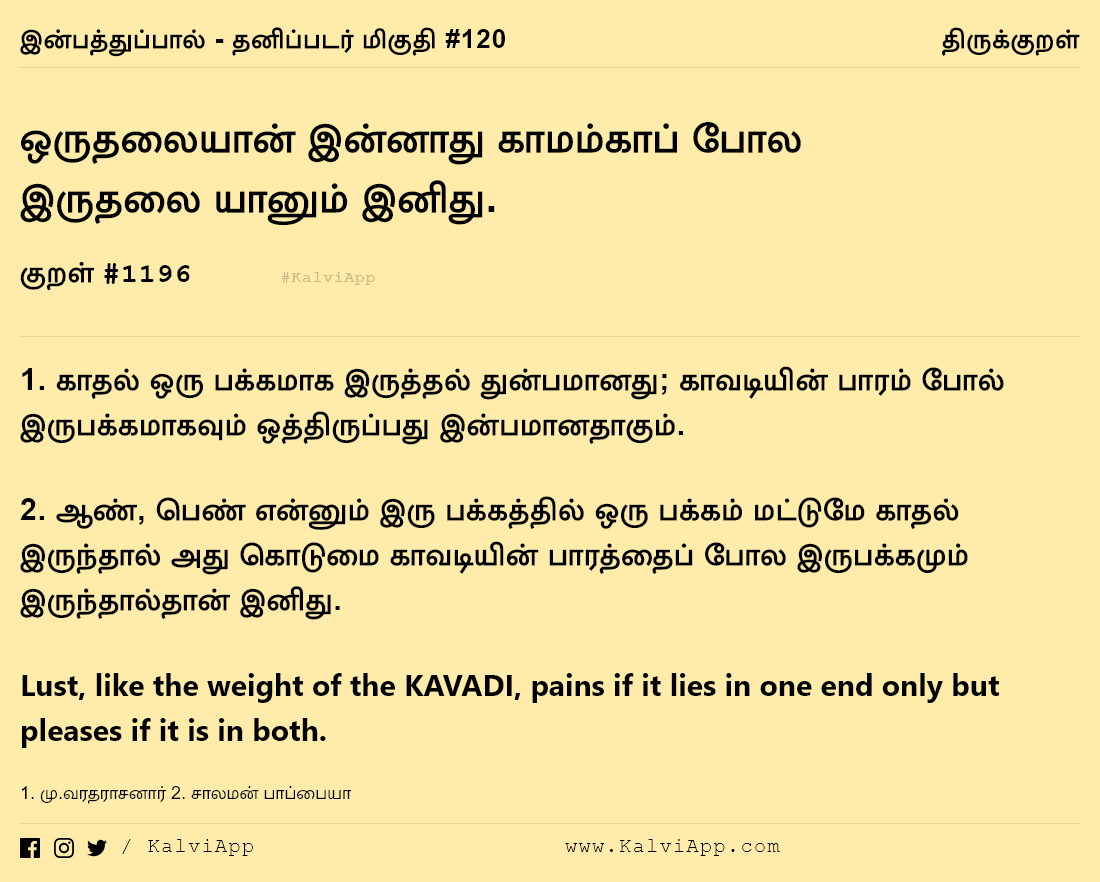 இன்பத்துப்பால் - தனிப்படர் மிகுதி #120 திருக்குறள்
ஒருதலையான் இன்னாது காமம்காப் போல
இருதலை யானும் இனிது.
குறள் #1196 #KalviApp
1. காதல் ஒரு பக்கமாக இருத்தல் துன்பமானது; காவடியின் பாரம் போல்
இருபக்கமாகவும் ஒத்திருப்பது இன்பமானதாகும்.
2. ஆண், பெண் என்னும் இரு பக்கத்தில் ஒரு பக்கம் மட்டுமே காதல்
இருந்தால் அது கொடுமை காவடியின் பாரத்தைப் போல இருபக்கமும்
இருந்தால்தான் இனிது.
Lust, like the weight of the KAVADI, pains if it lies in one end only but
pleases if it is in both.
1. மு.வரதராசனார் 2. சாலமன் பாப்பையா
/ KalviApp www.KalviApp.com